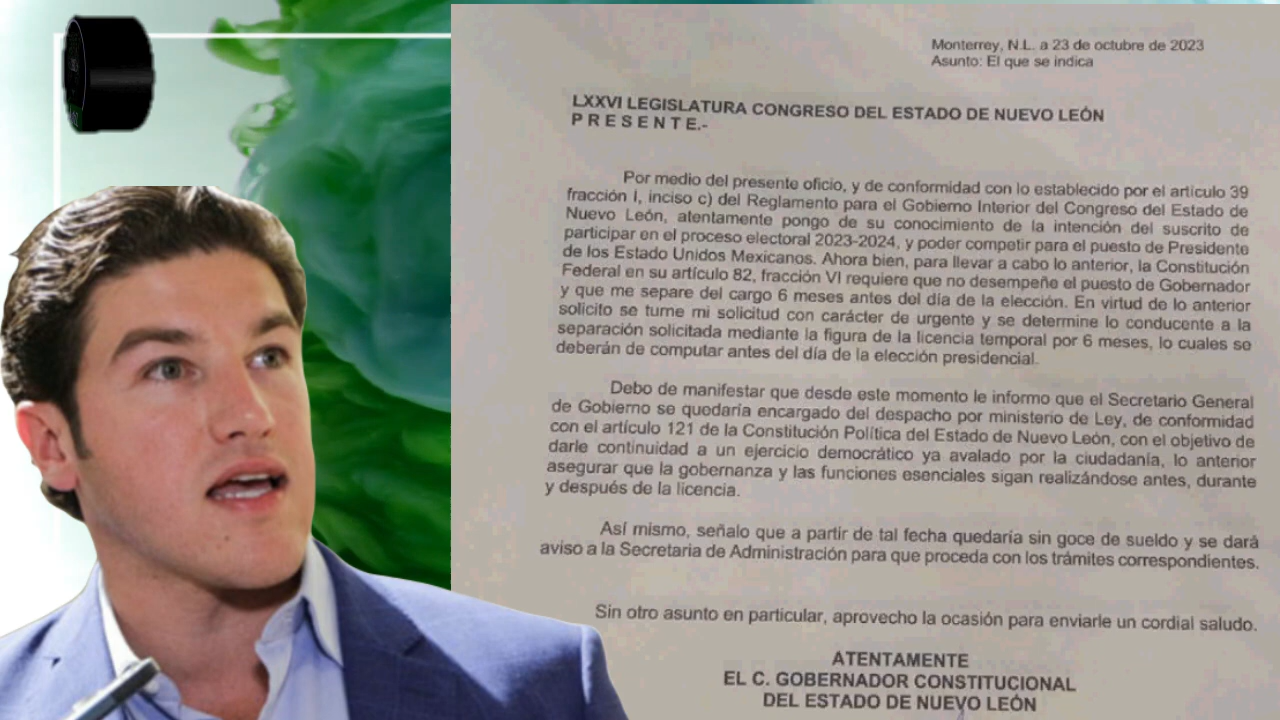 Monterrey, N.L. a 23 de octubre de 2023
Asunto: El que se indica
LXXVI LEGISLATURA CONGRESO DEL ESTADO DE NUEVO LEÓN
P R E S E N T E.-
Por medio del presente oficio, y de conformidad con lo establecido por el artículo 39
fracción I, inciso c) del Reglamento para el Gobierno Interior del Congreso del Estado de
Nuevo León, atentamente pongo de su conocimiento de la intención del suscrito de
participar en el proceso electoral 2023-2024, y poder competir para el puesto de Presidente
de los Estado Unidos Mexicanos. Ahora bien, para llevar a cabo lo anterior, la Constitución
Federal en su artículo 82, fracción VI requiere que no desempeñe el puesto de Gobernador
y que me separe del cargo 6 meses antes del día de la elección. En virtud de lo anterior
solicito se turne mi solicitud con carácter de urgente y se determine lo conducente a la
separación solicitada mediante la figura de la licencia temporal por 6 meses, lo cuales se
deberán de computar antes del día de la elección presidencial.
Debo de manifestar que desde este momento le informo que el Secretario General
de Gobierno se quedaría encargado del despacho por ministerio de Ley, de conformidad
con el artículo 121 de la Constitución Política del Estado de Nuevo León, con el objetivo de
darle continuidad a un ejercicio democrático ya avalado por la ciudadanía, lo anterior
asegurar que la gobernanza y las funciones esenciales sigan realizándose antes, durante
y después de la licencia.
Así mismo, señalo que a partir de tal fecha quedaría sin goce de sueldo y se dará
aviso a la Secretaria de Administración para que proceda con los trámites correspondientes.
Sin otro asunto en particular, aprovecho la ocasión para enviarle un cordial saludo.
ATENTAMENTE
EL C. GOBERNADOR CONSTITUCIONAL
DEL ESTADO DE NUEVO LEÓN